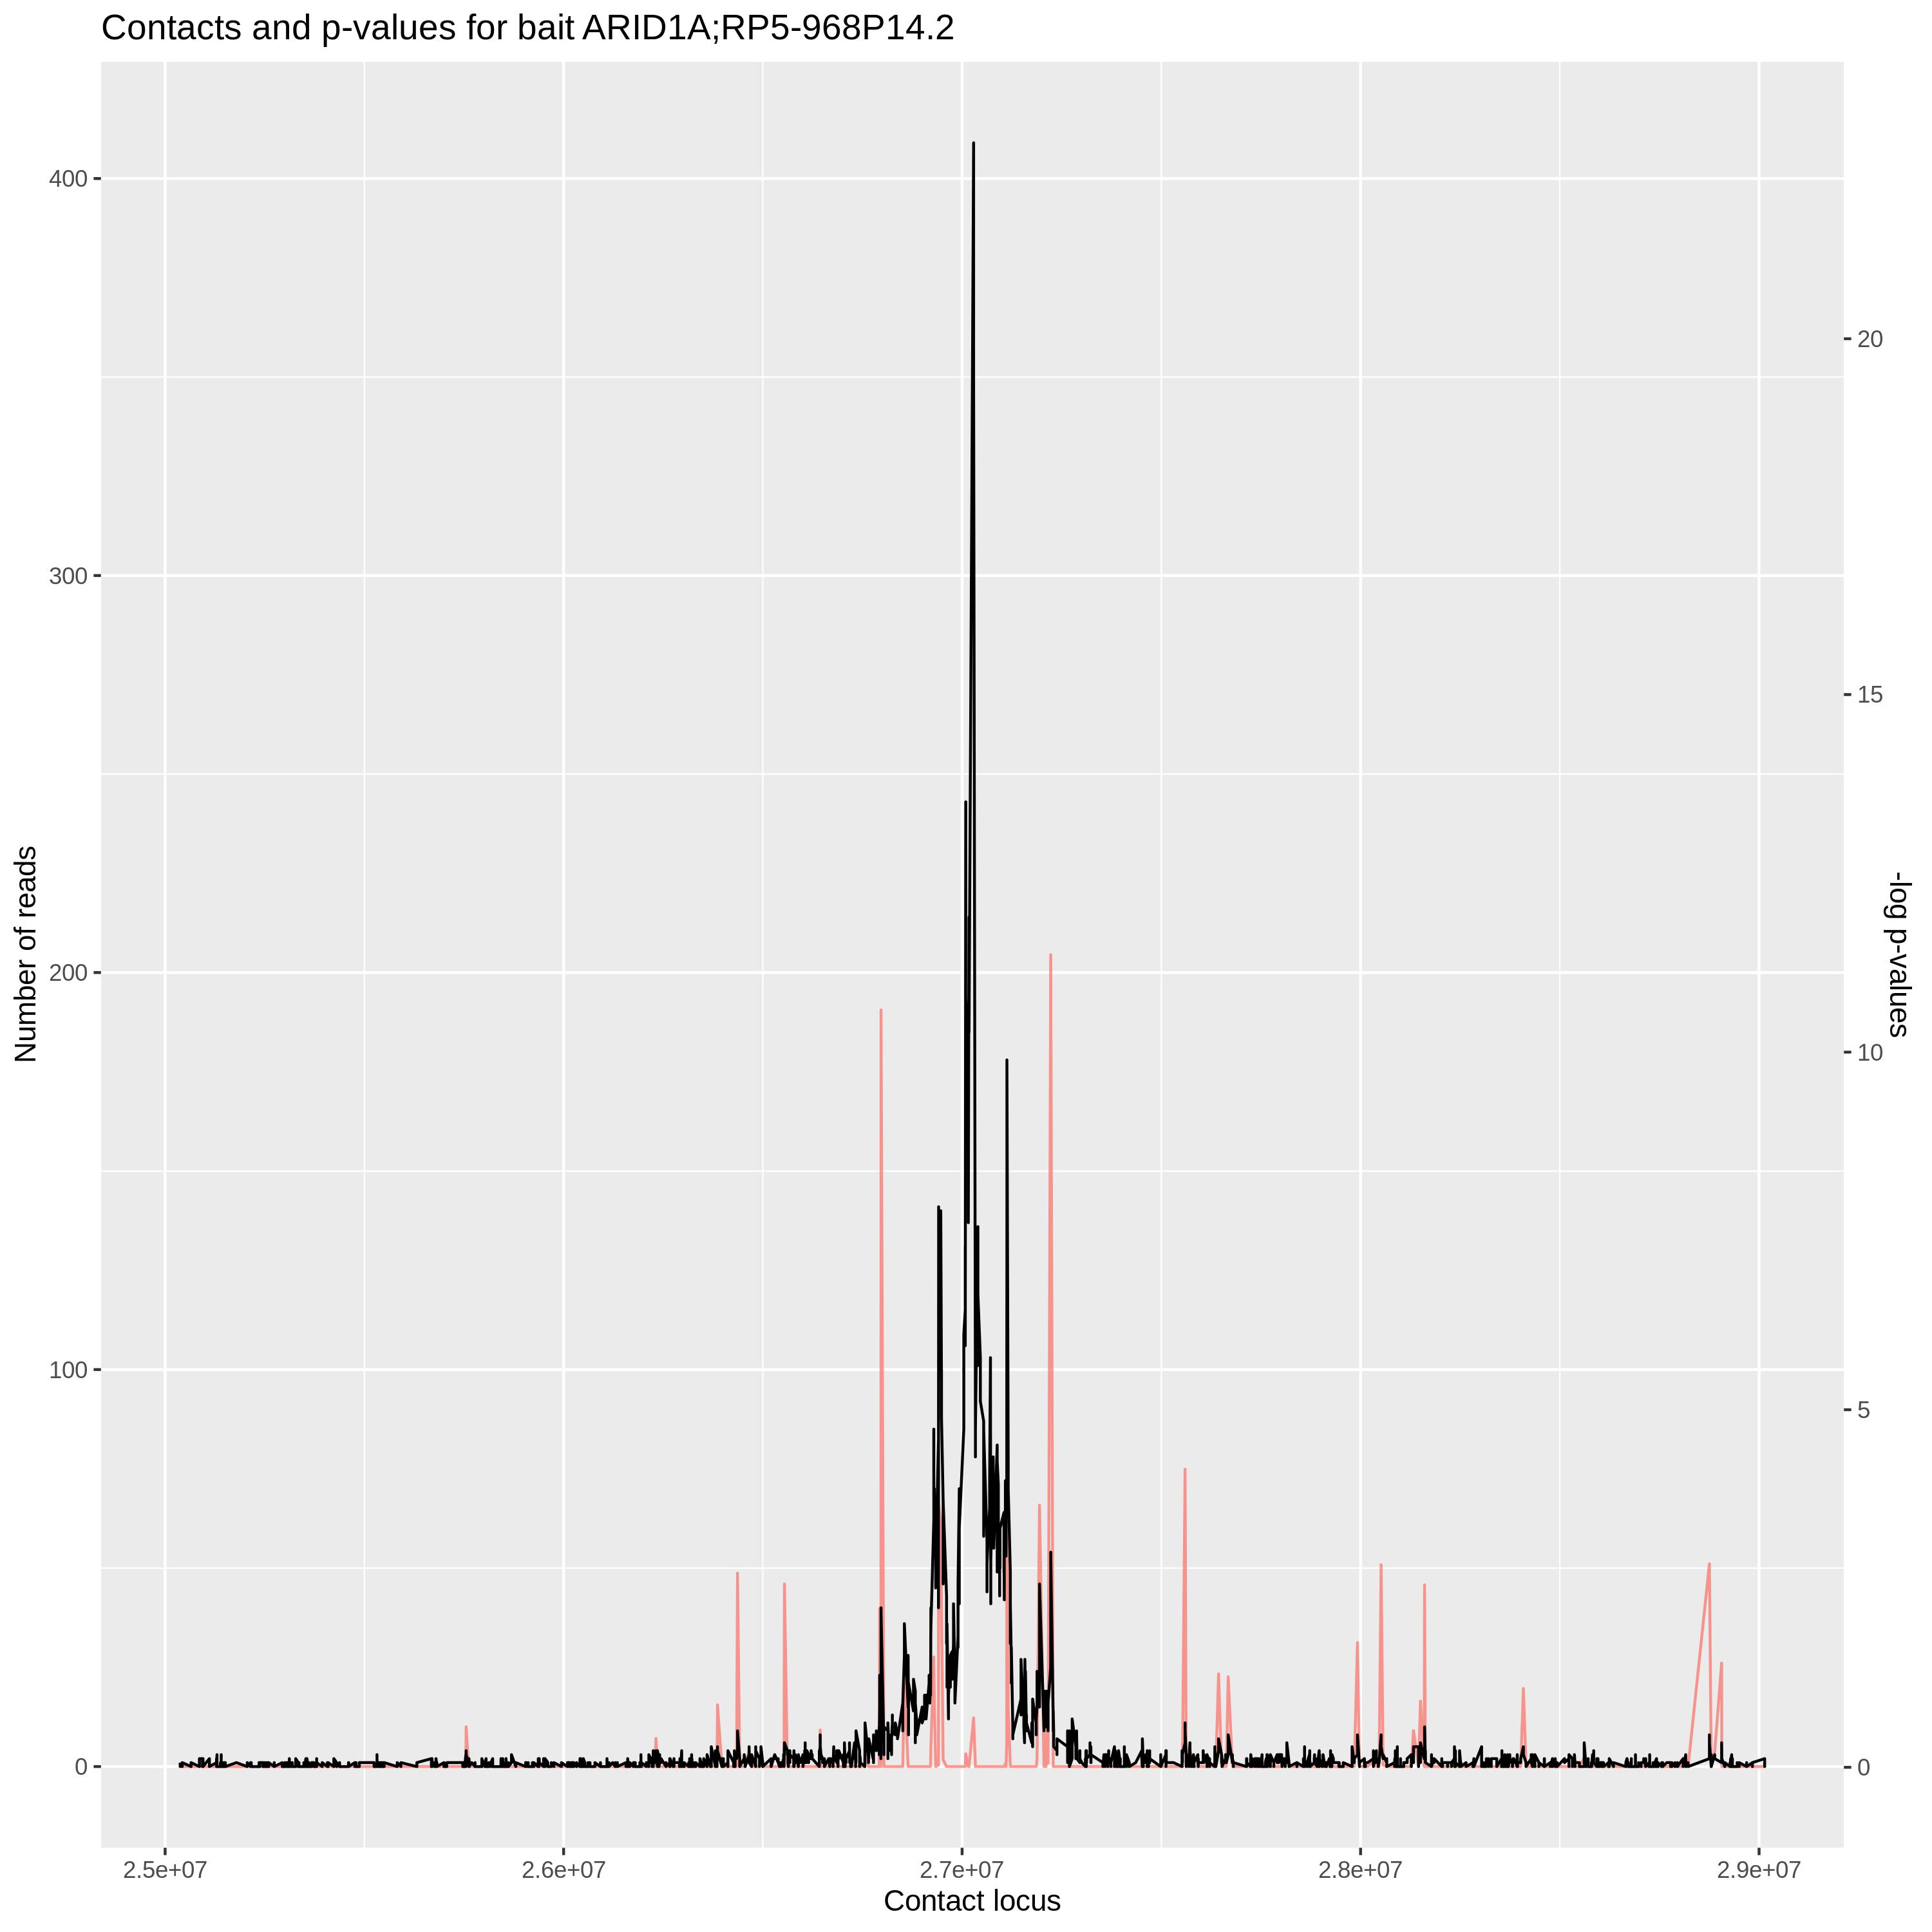 Contacts and p-values for bait ARID1A;RP5-968P14.2
400
300
200
100
0
Number of reads
20
15
10
5
0
-log p-values
2.5e+07
2.6e+07
2.7e+07
2.8e+07
2.9e+07
Contact locus